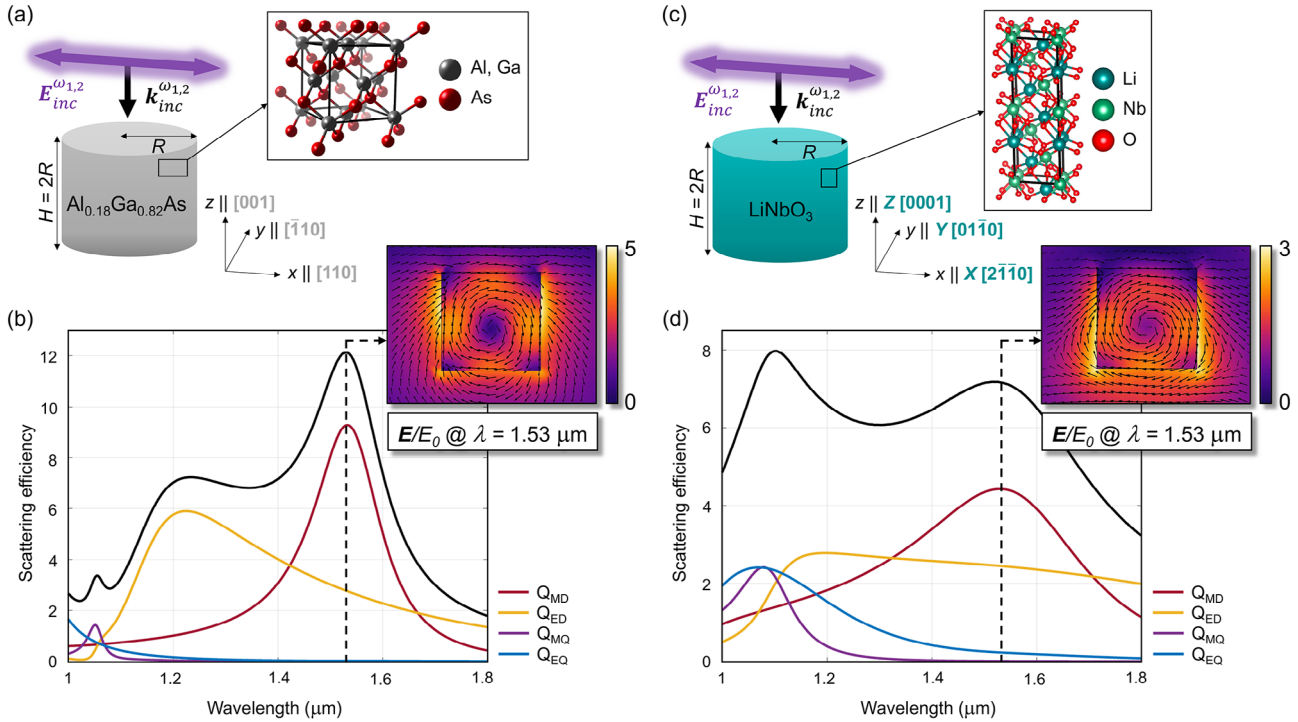 (a)
E_inc^ω1,2
k_inc^ω1,2
Al, Ga
As
R
H = 2R
Al0.18Ga0.82As
z || [001]
y || [1̄10]
x || [110]
(b)
5
0
E/E0 @ λ = 1.53 μm
Scattering efficiency
12
10
8
6
4
2
0
QMD
QED
QMQ
QEQ
1
1.2
1.4
1.6
1.8
Wavelength (μm)
(c)
E_inc^ω1,2
k_inc^ω1,2
Li
Nb
O
R
H = 2R
LiNbO3
z || Z [0001]
y || Y [011̄0]
x || X [21̄1̄0]
(d)
3
0
E/E0 @ λ = 1.53 μm
Scattering efficiency
8
6
4
2
0
QMD
QED
QMQ
QEQ
1
1.2
1.4
1.6
1.8
Wavelength (μm)